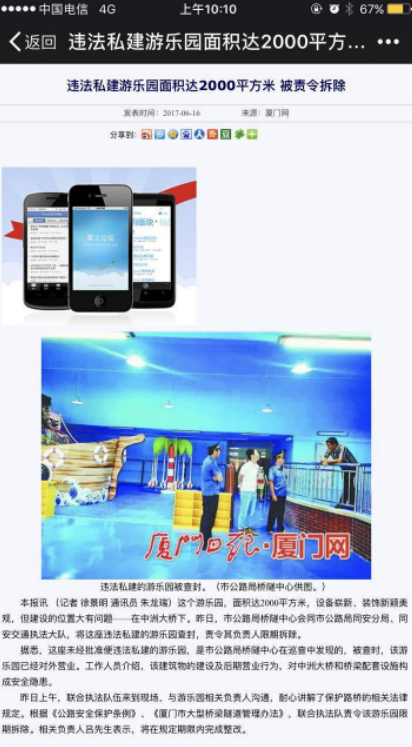 中国电信 4G 上午10:10 67%
返回 违法私建游乐园面积达2000平方...
违法私建游乐园面积达2000平方米 被责令拆除
发表时间：2017-06-16 来源：厦门网
分享到：
厦门日报·厦门网
违法私建的游乐园被查封。（市公路局桥隧中心供图。）
本报讯 （记者 徐景明 通讯员 朱龙瑞）这个游乐园，面积达2000平方米，设备崭新、装饰新颖美
观，但建设的位置大有问题——在中洲大桥下。昨日，市公路局桥隧中心会同市公路局同安分局、同
安交通执法大队，将这座违法私建的游乐园查封，责令其负责人限期拆除。
据悉，这座未经批准便违法私建的游乐园，是市公路局桥隧中心在巡查中发现的，被查时，该游
乐园已经对外营业。工作人员介绍，该建筑物的建设及后期营业行为，对中洲大桥和桥梁配套设施构
成安全隐患。
昨日上午，联合执法队伍来到现场，与游乐园相关负责人沟通，耐心讲解了保护路桥的相关法律
规定。根据《公路安全保护条例》、《厦门市大型桥梁隧道管理办法》，联合执法队责令该游乐园限
期拆除。相关负责人吕先生表示，将在规定期限内完成整改。